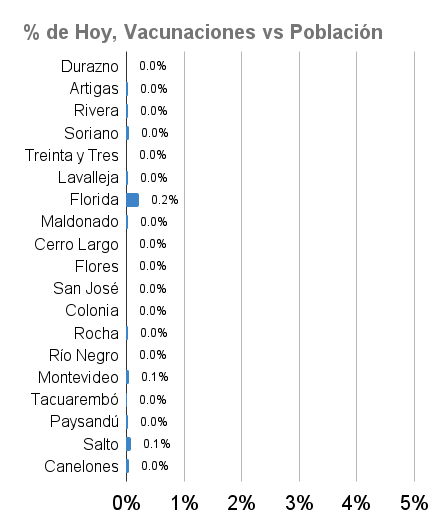 % de Hoy, Vacunaciones vs Población
Durazno 0.0%
Artigas 0.0%
Rivera 0.0%
Soriano 0.0%
Treinta y Tres 0.0%
Lavalleja 0.0%
Florida 0.2%
Maldonado 0.0%
Cerro Largo 0.0%
Flores 0.0%
San José 0.0%
Colonia 0.0%
Rocha 0.0%
Río Negro 0.0%
Montevideo 0.1%
Tacuarembó 0.0%
Paysandú 0.0%
Salto 0.1%
Canelones 0.0%
0% 1% 2% 3% 4% 5%